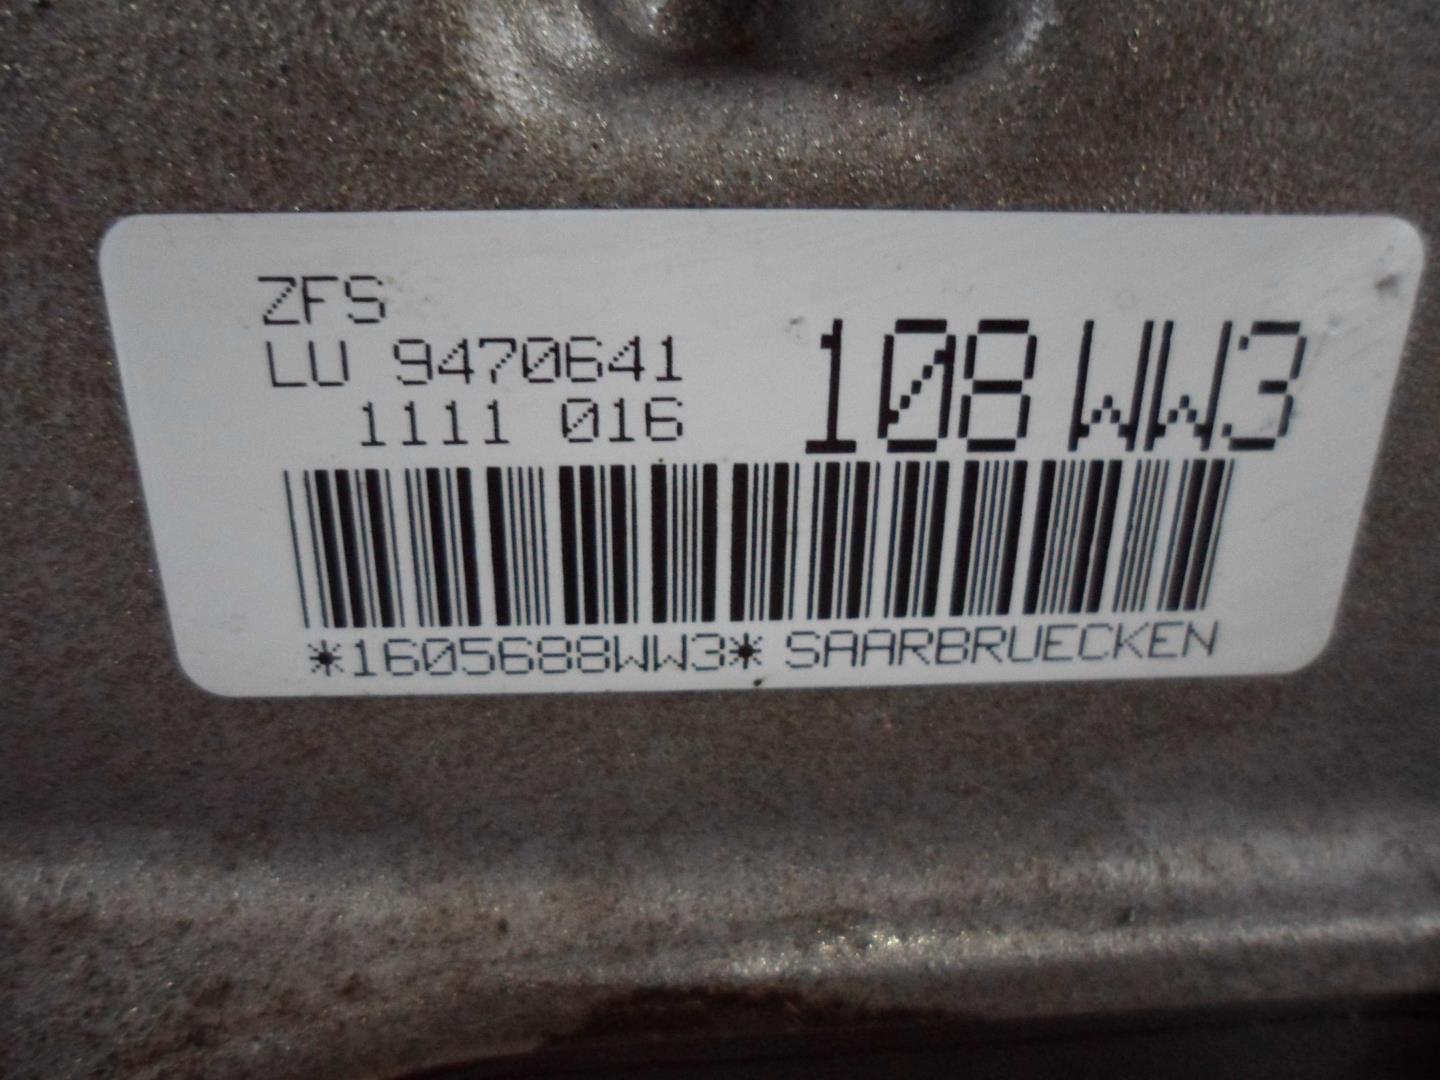 ZFS
LU 9470641
1111 016
108 WW3
*1605688WW3* SAARBRUECKEN